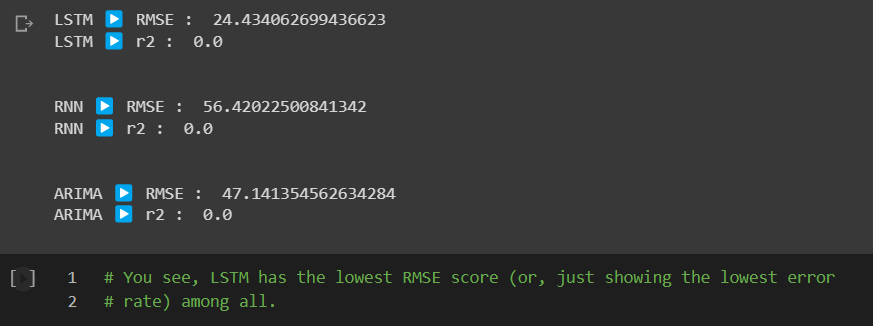 LSTM ▶️ RMSE :  24.434062699436623
LSTM ▶️ r2 :  0.0
RNN ▶️ RMSE :  56.42022500841342
RNN ▶️ r2 :  0.0
ARIMA ▶️ RMSE :  47.141354562634284
ARIMA ▶️ r2 :  0.0
[ ] 1 # You see, LSTM has the lowest RMSE score (or, just showing the lowest error
2 # rate) among all.